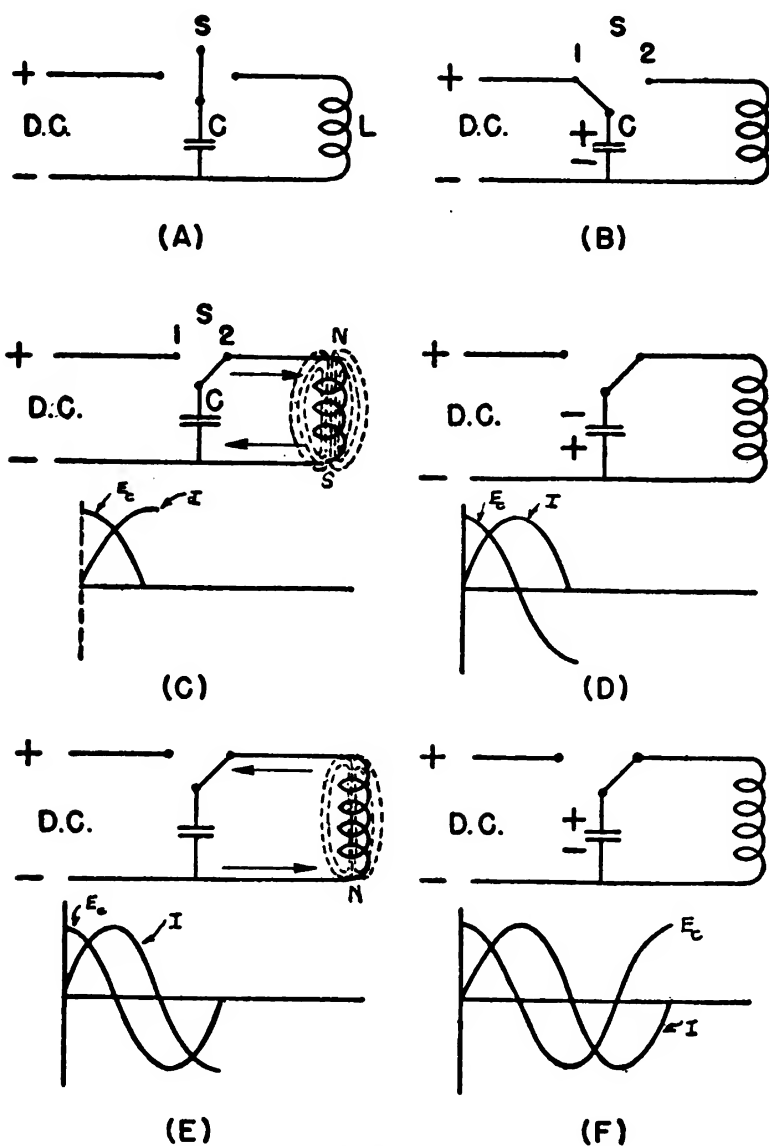 S
+
D.C.
C
L
–
(A)
S
1 2
+
D.C.
+ C
–
–
(B)
S
1 2
+
N
D.C.
C
–
S
Ec I
(C)
+
D.C.
–
+
–
Ec I
(D)
+
D.C.
–
N
Ec I
(E)
+
D.C.
+
–
–
Ec
I
(F)